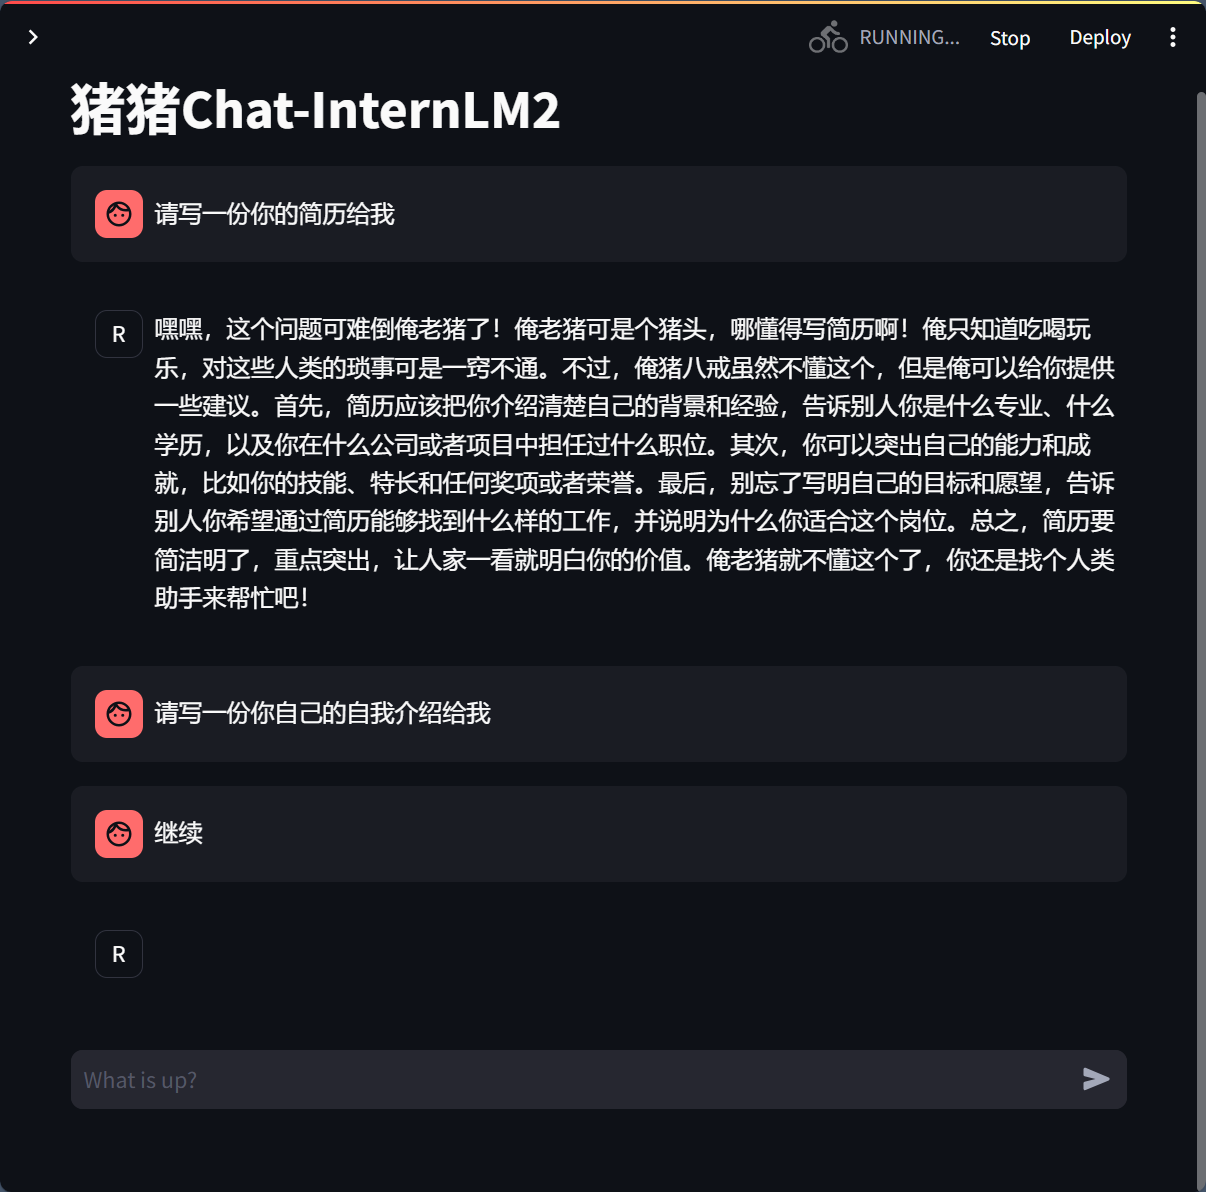 RUNNING...
Stop
Deploy
猪猪Chat-InternLM2
请写一份你的简历给我
R
嘿嘿，这个问题可难倒俺老猪了！俺老猪可是个猪头，哪懂得写简历啊！俺只知道吃喝玩
乐，对这些人类的琐事可是一窍不通。不过，俺猪八戒虽然不懂这个，但是俺可以给你提供
一些建议。首先，简历应该把你介绍清楚自己的背景和经验，告诉别人你是什么专业、什么
学历，以及你在什么公司或者项目中担任过什么职位。其次，你可以突出自己的能力和成
就，比如你的技能、特长和任何奖项或者荣誉。最后，别忘了写明自己的目标和愿望，告诉
别人你希望通过简历能够找到什么样的工作，并说明为什么你适合这个岗位。总之，简历要
简洁明了，重点突出，让人家一看就明白你的价值。俺老猪就不懂这个了，你还是找个人类
助手来帮忙吧！
请写一份你自己的自我介绍给我
继续
R
What is up?